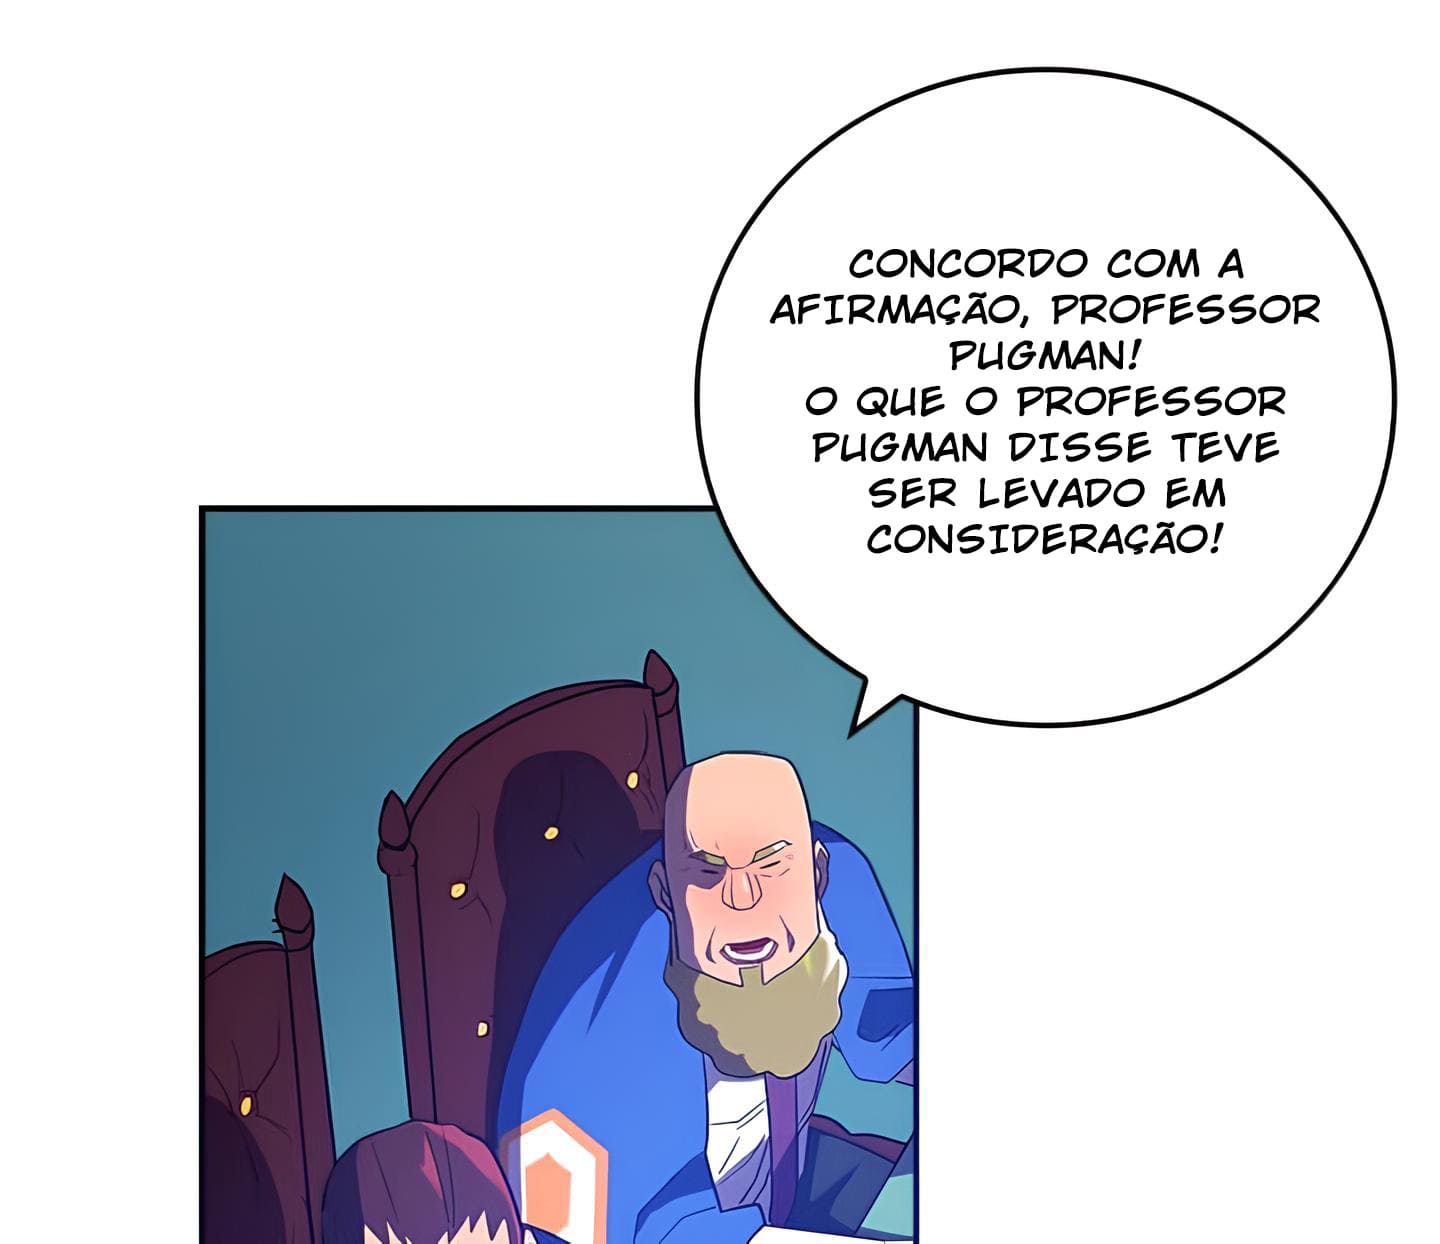 CONCORDO COM A
AFIRMAÇÃO, PROFESSOR
PUGMAN!
O QUE O PROFESSOR
PUGMAN DISSE TEVE
SER LEVADO EM
CONSIDERAÇÃO!